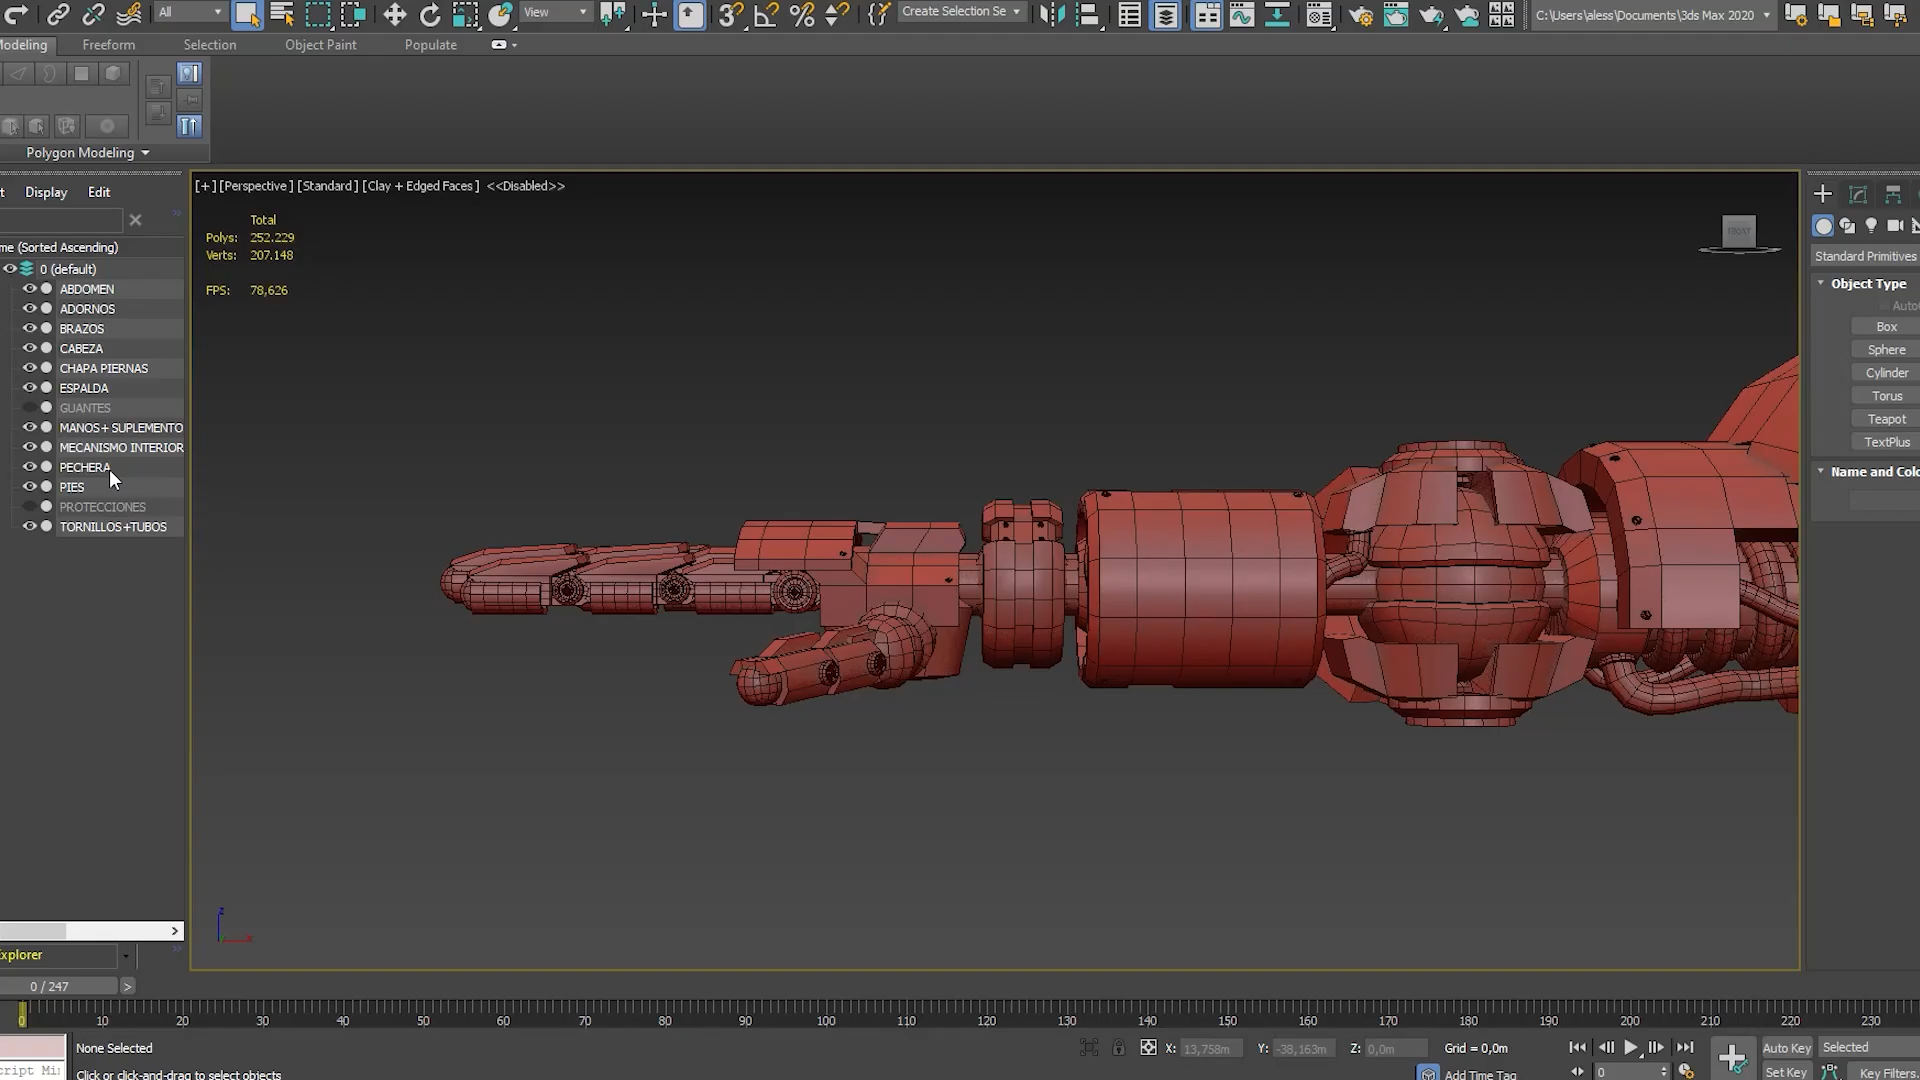 All
View
Create Selection Se
C:\Users\aless\Documents\3ds Max 2020
Modeling
Freeform
Selection
Object Paint
Populate
Polygon Modeling
Display
Edit
[+] [Perspective] [Standard] [Clay + Edged Faces] <<Disabled>>
Total
Polys: 252.229
Verts: 207.148
FPS: 78,626
FRONT
me (Sorted Ascending)
0 (default)
ABDOMEN
ADORNOS
BRAZOS
CABEZA
CHAPA PIERNAS
ESPALDA
GUANTES
MANOS+ SUPLEMENTO
MECANISMO INTERIOR
PECHERA
PIES
PROTECCIONES
TORNILLOS+TUBOS
Standard Primitives
Object Type
Auto
Box
Sphere
Cylinder
Torus
Teapot
TextPlus
Name and Colo
z
x
xplorer
0 / 247
>
0 10 20 30 40 50 60 70 80 90 100 110 120 130 140 150 160 170 180 190 200 210 220 230
None Selected
X: 13,758m Y: -38,163m Z: 0,0m Grid = 0,0m
Auto Key
Selected
cript Mi
Click or click-and-drag to select objects
Add Time Tag
0
Set Key
Key Filters.